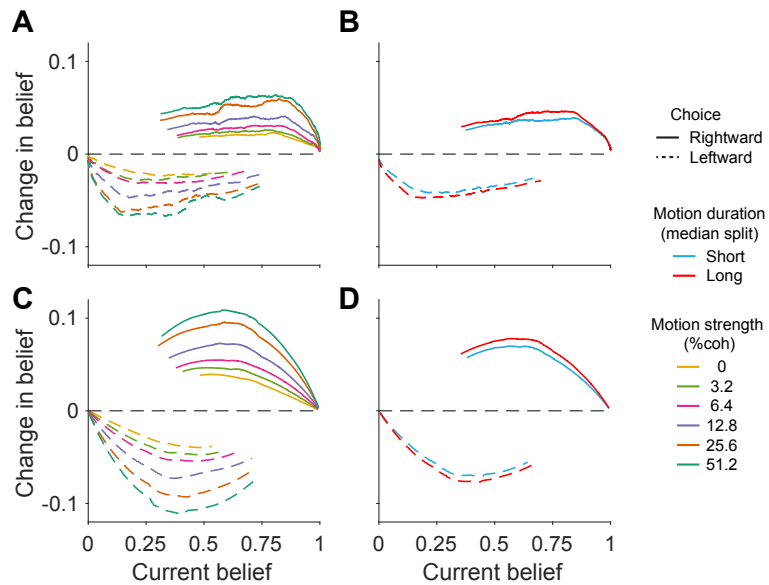 A
B
0.1
0
-0.1
Change in belief
Choice
Rightward
Leftward
Motion duration
(median split)
Short
Long
C
D
0.1
0
-0.1
Change in belief
Motion strength
(%coh)
0
3.2
6.4
12.8
25.6
51.2
0 0.25 0.5 0.75 1
0 0.25 0.5 0.75 1
Current belief
Current belief